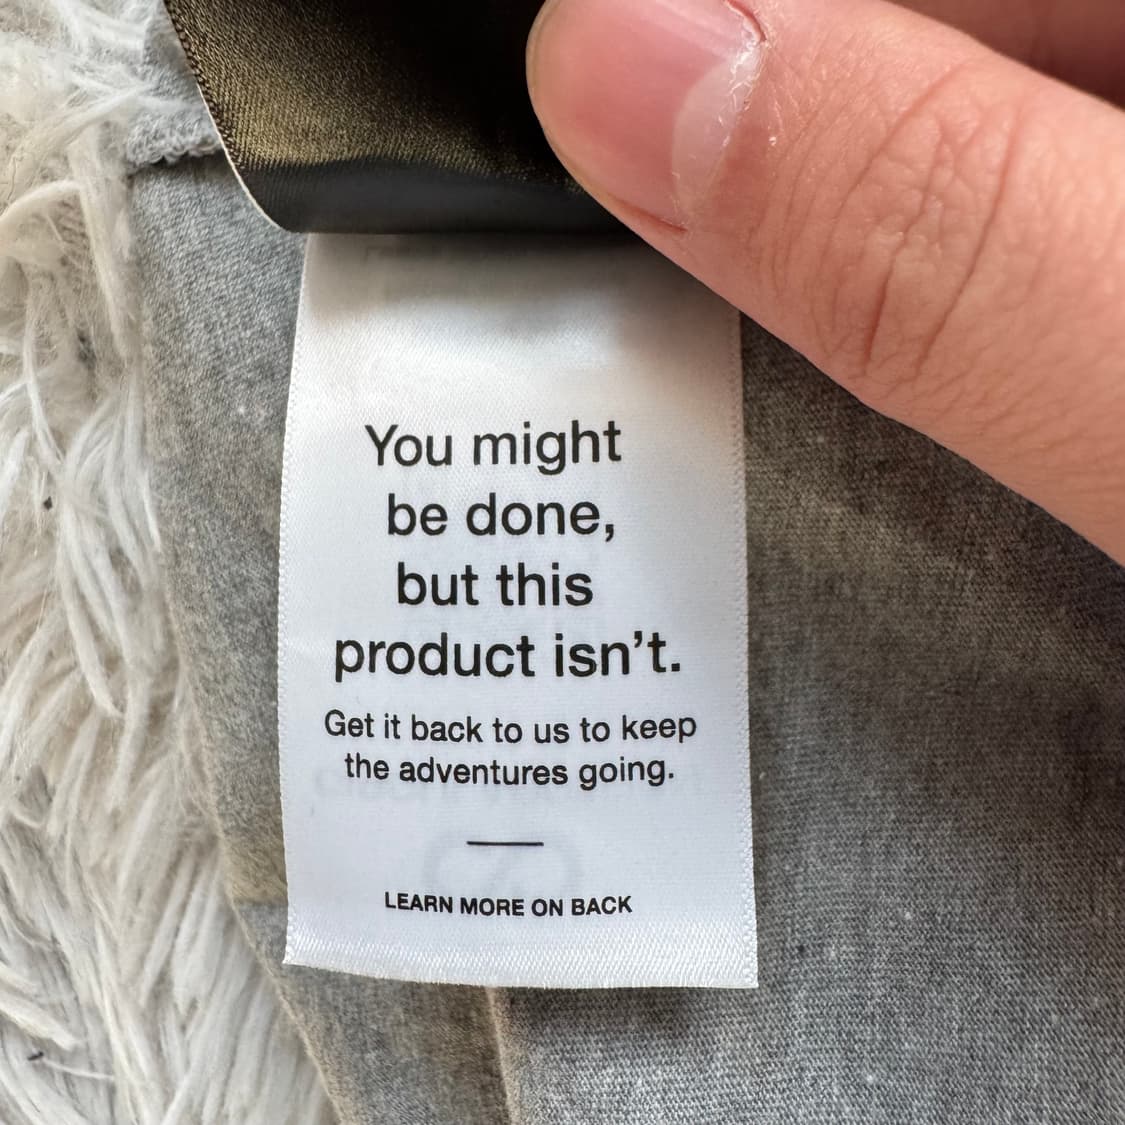 You might
be done,
but this
product isn’t.
Get it back to us to keep
the adventures going.
LEARN MORE ON BACK